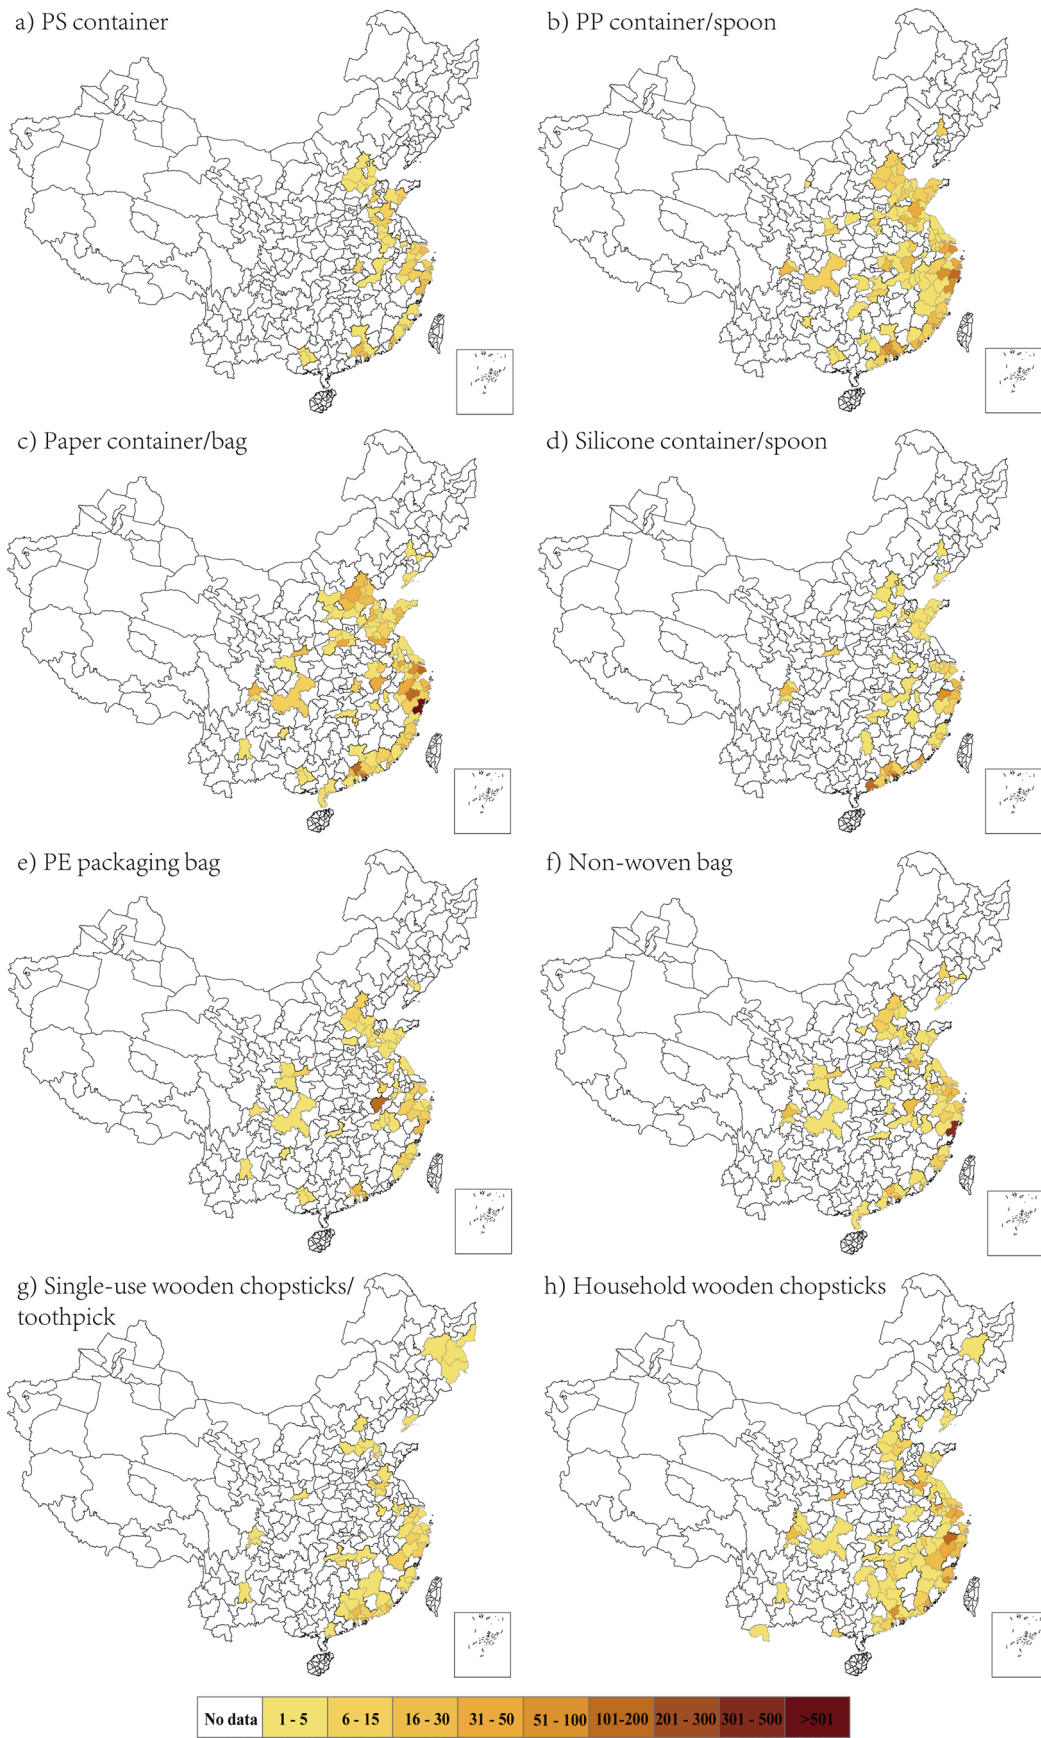 a) PS container
b) PP container/spoon
c) Paper container/bag
d) Silicone container/spoon
e) PE packaging bag
f) Non-woven bag
g) Single-use wooden chopsticks/
toothpick
h) Household wooden chopsticks
No data 1 - 5 6 - 15 16 - 30 31 - 50 51 - 100 101-200 201 - 300 301 - 500 >501